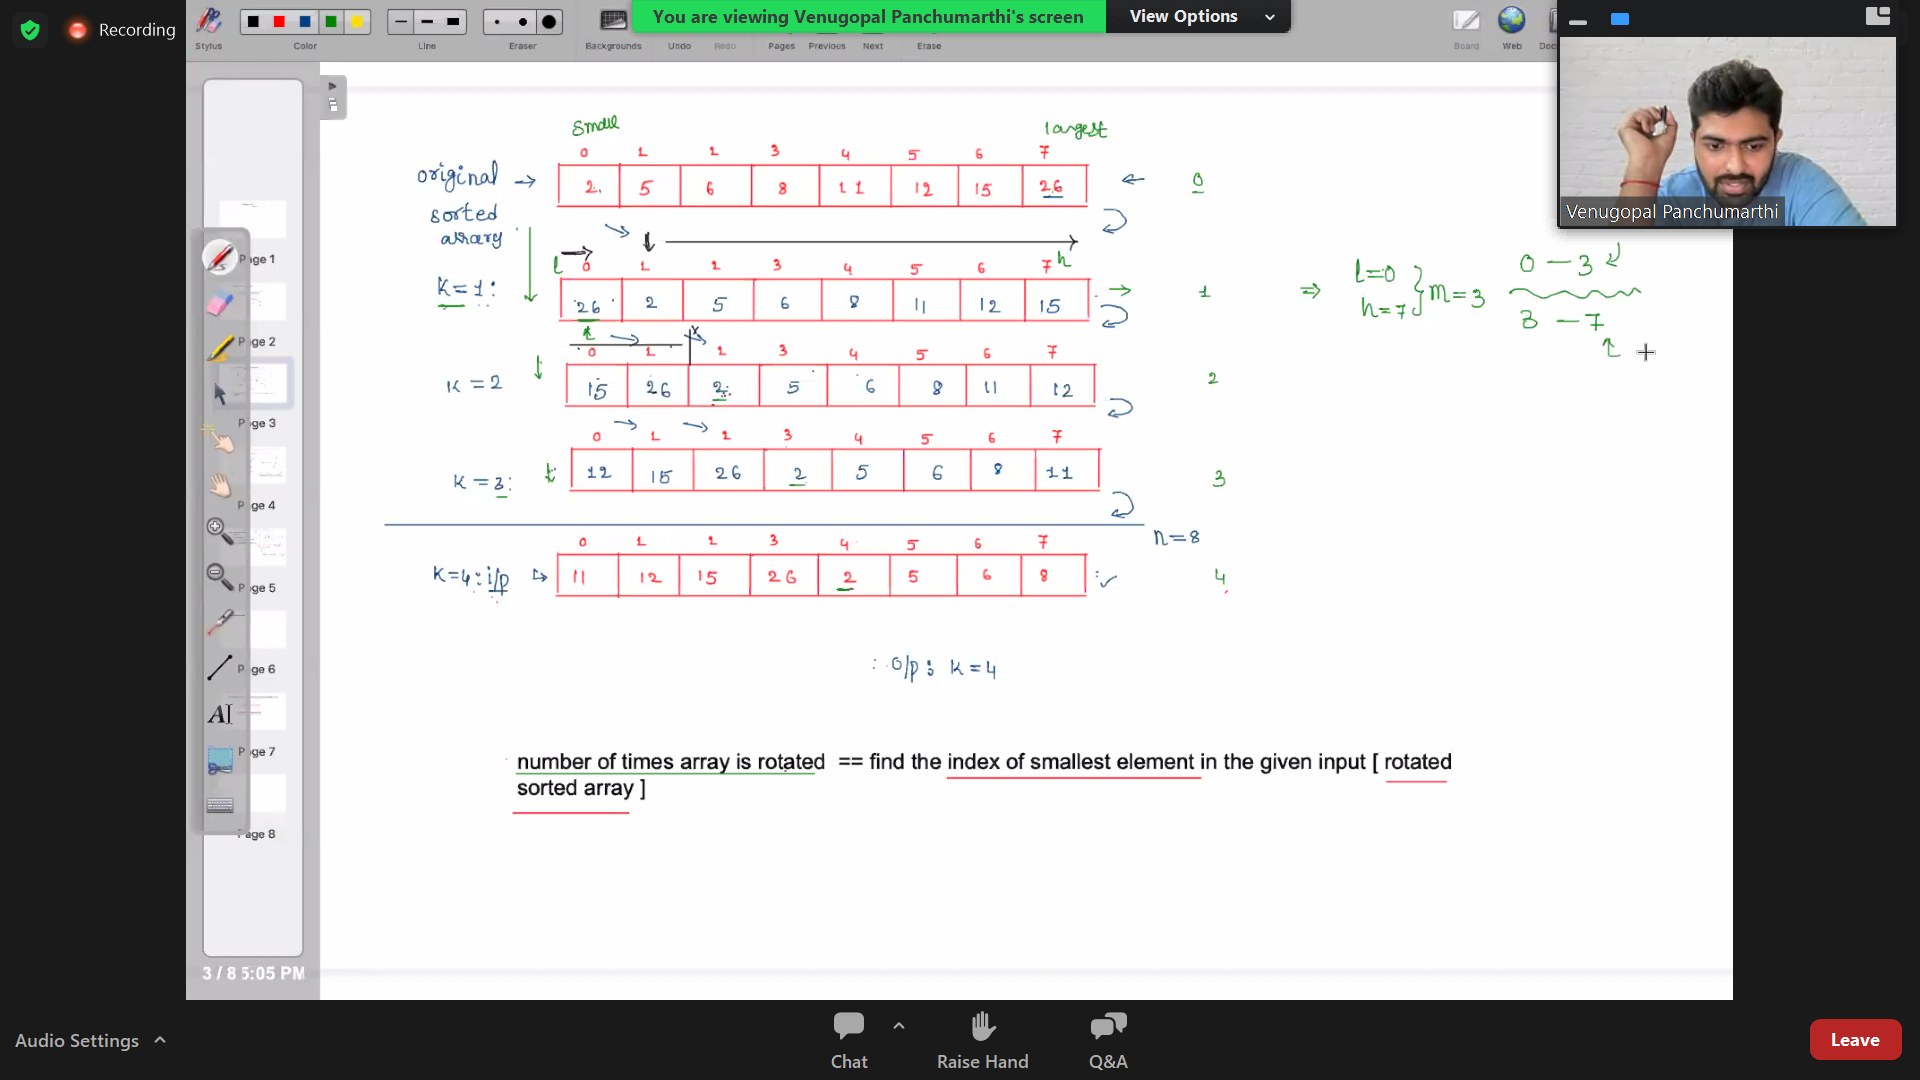 Recording
You are viewing Venugopal Panchumarthi's screen
View Options
Stylus
Color
Line
Eraser
Backgrounds
Undo
Redo
Pages
Previous
Next
Erase
Board
Web
Venugopal Panchumarthi
Page 1
Page 2
Page 3
Page 4
Page 5
Page 6
Page 7
Page 8
AI
3 / 8 5:05 PM
small largest
0 1 2 3 4 5 6 7
original → 2 5 6 8 11 12 15 26 ← 0
sorted
array
l 0 1 2 3 4 5 6 7 h
K=1: 26 2 5 6 8 11 12 15 → 1
⇒ l=0 h=7 } m=3
0 – 3
3 – 7
0 1 2 3 4 5 6 7
K=2 15 26 2 5 6 8 11 12 2
0 1 2 3 4 5 6 7
K=3: 12 15 26 2 5 6 8 11 3
n=8
0 1 2 3 4 5 6 7
K=4: i/p 11 12 15 26 2 5 6 8 4
: o/p : K=4
number of times array is rotated == find the index of smallest element in the given input [ rotated
sorted array ]
Audio Settings
Chat
Raise Hand
Q&A
Leave